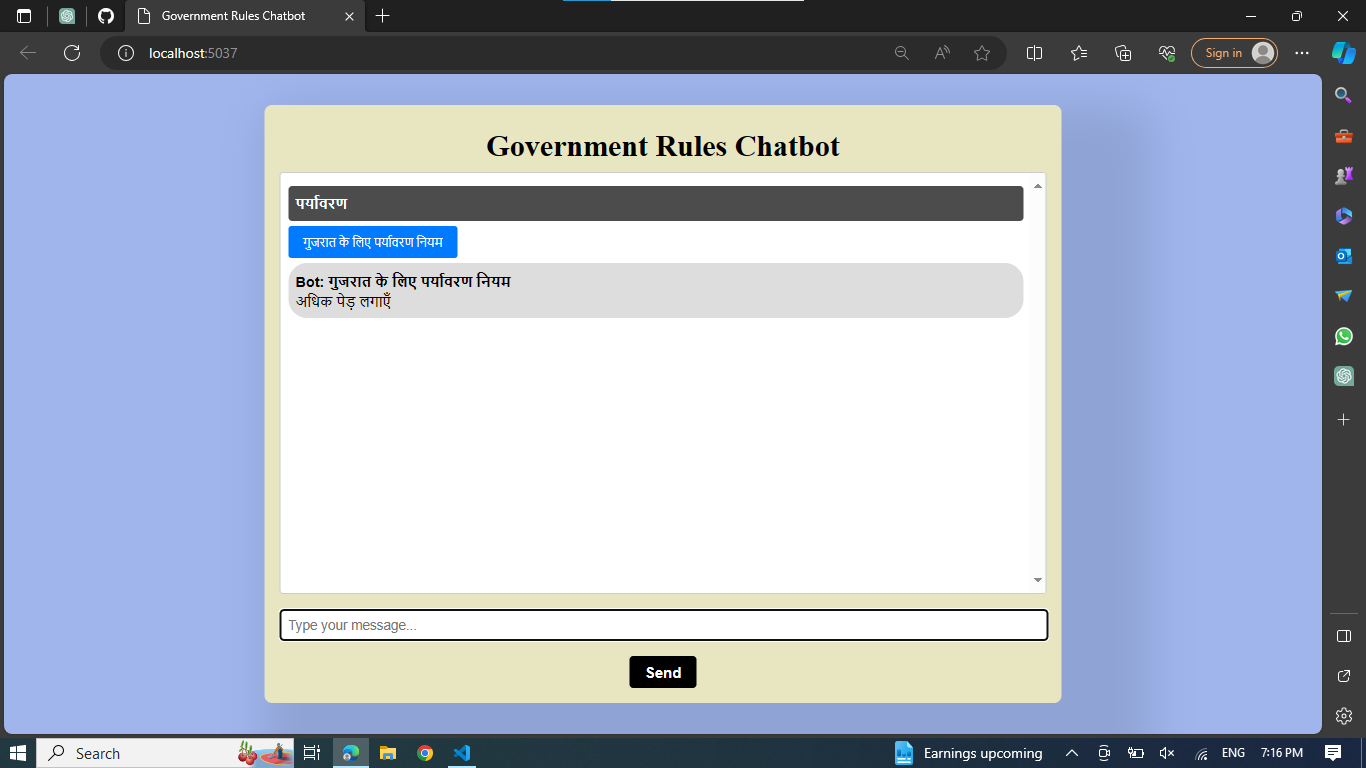 Government Rules Chatbot
localhost:5037
Sign in
Government Rules Chatbot
पर्यावरण
गुजरात के लिए पर्यावरण नियम
Bot: गुजरात के लिए पर्यावरण नियम
अधिक पेड़ लगाएँ
Type your message...
Send
Search
Earnings upcoming
ENG
7:16 PM